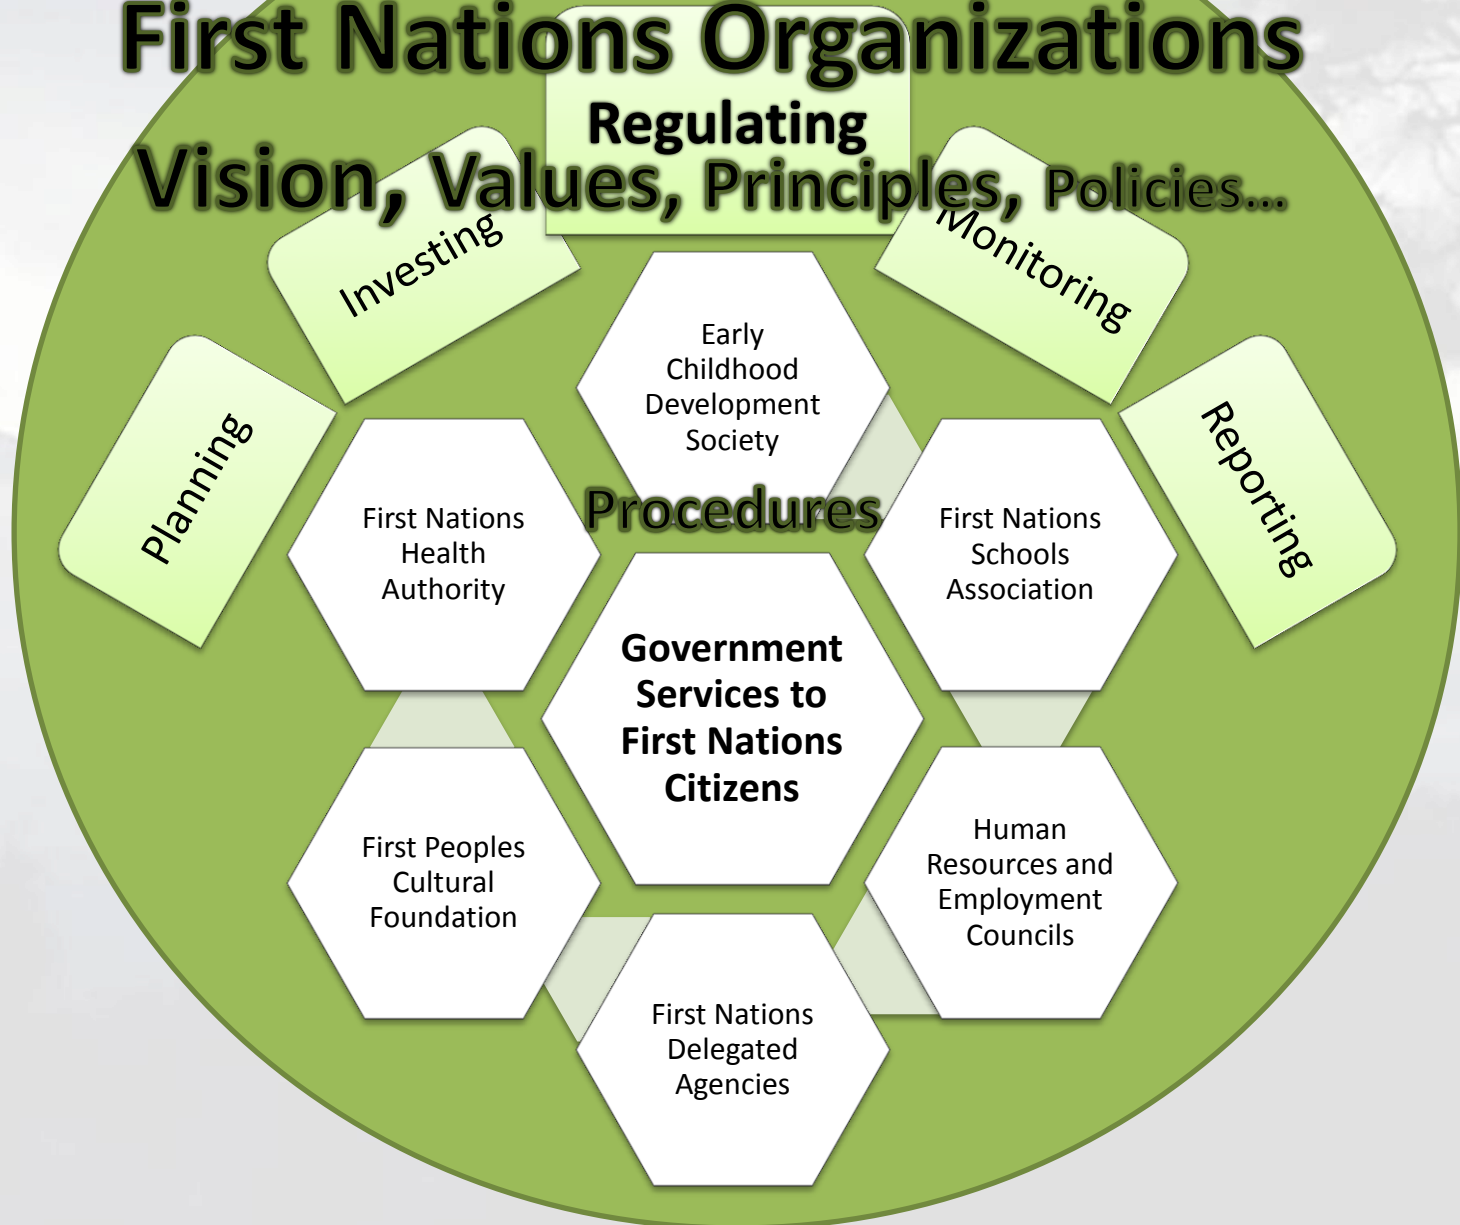 First Nations Organizations
Regulating
Vision, Values, Principles, Policies...
Investing
Monitoring
Planning
Reporting
Early
Childhood
Development
Society
Procedures
First Nations
Health
Authority
First Nations
Schools
Association
Government
Services to
First Nations
Citizens
First Peoples
Cultural
Foundation
Human
Resources and
Employment
Councils
First Nations
Delegated
Agencies